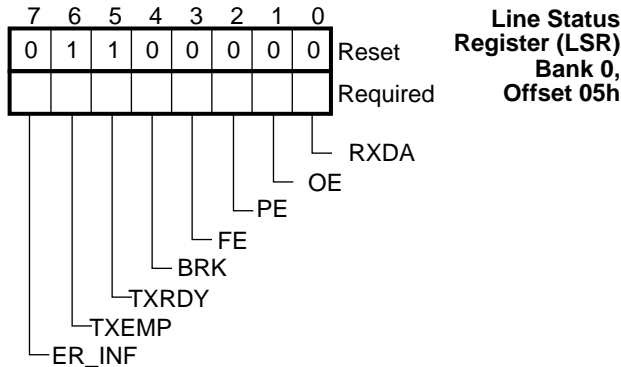 7 6 5 4 3 2 1 0
0 1 1 0 0 0 0 0 Reset
Required
Line Status
Register (LSR)
Bank 0,
Offset 05h
RXDA
OE
PE
FE
BRK
TXRDY
TXEMP
ER_INF